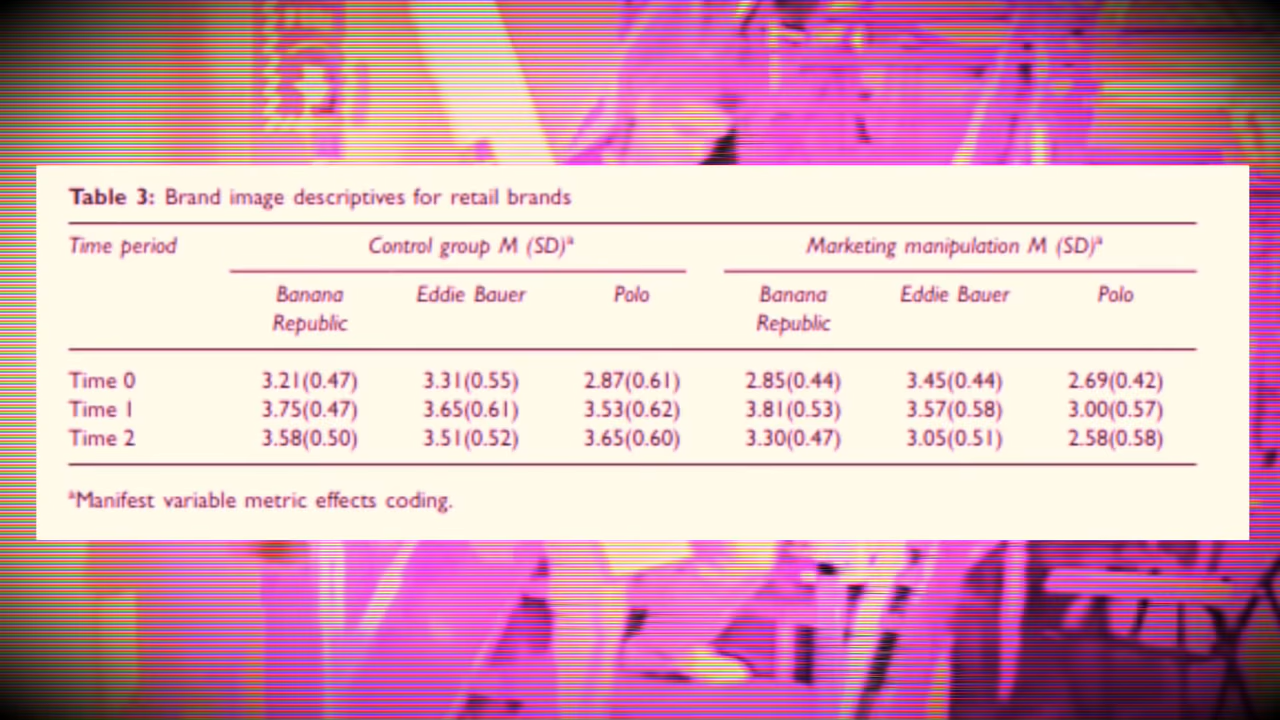 Table 3: Brand image descriptives for retail brands
Time period Control group M (SD)ª Marketing manipulation M (SD)ª
Banana Republic Eddie Bauer Polo Banana Republic Eddie Bauer Polo
Time 0 3.21(0.47) 3.31(0.55) 2.87(0.61) 2.85(0.44) 3.45(0.44) 2.69(0.42)
Time 1 3.75(0.47) 3.65(0.61) 3.53(0.62) 3.81(0.53) 3.57(0.58) 3.00(0.57)
Time 2 3.58(0.50) 3.51(0.52) 3.65(0.60) 3.30(0.47) 3.05(0.51) 2.58(0.58)
ªManifest variable metric effects coding.